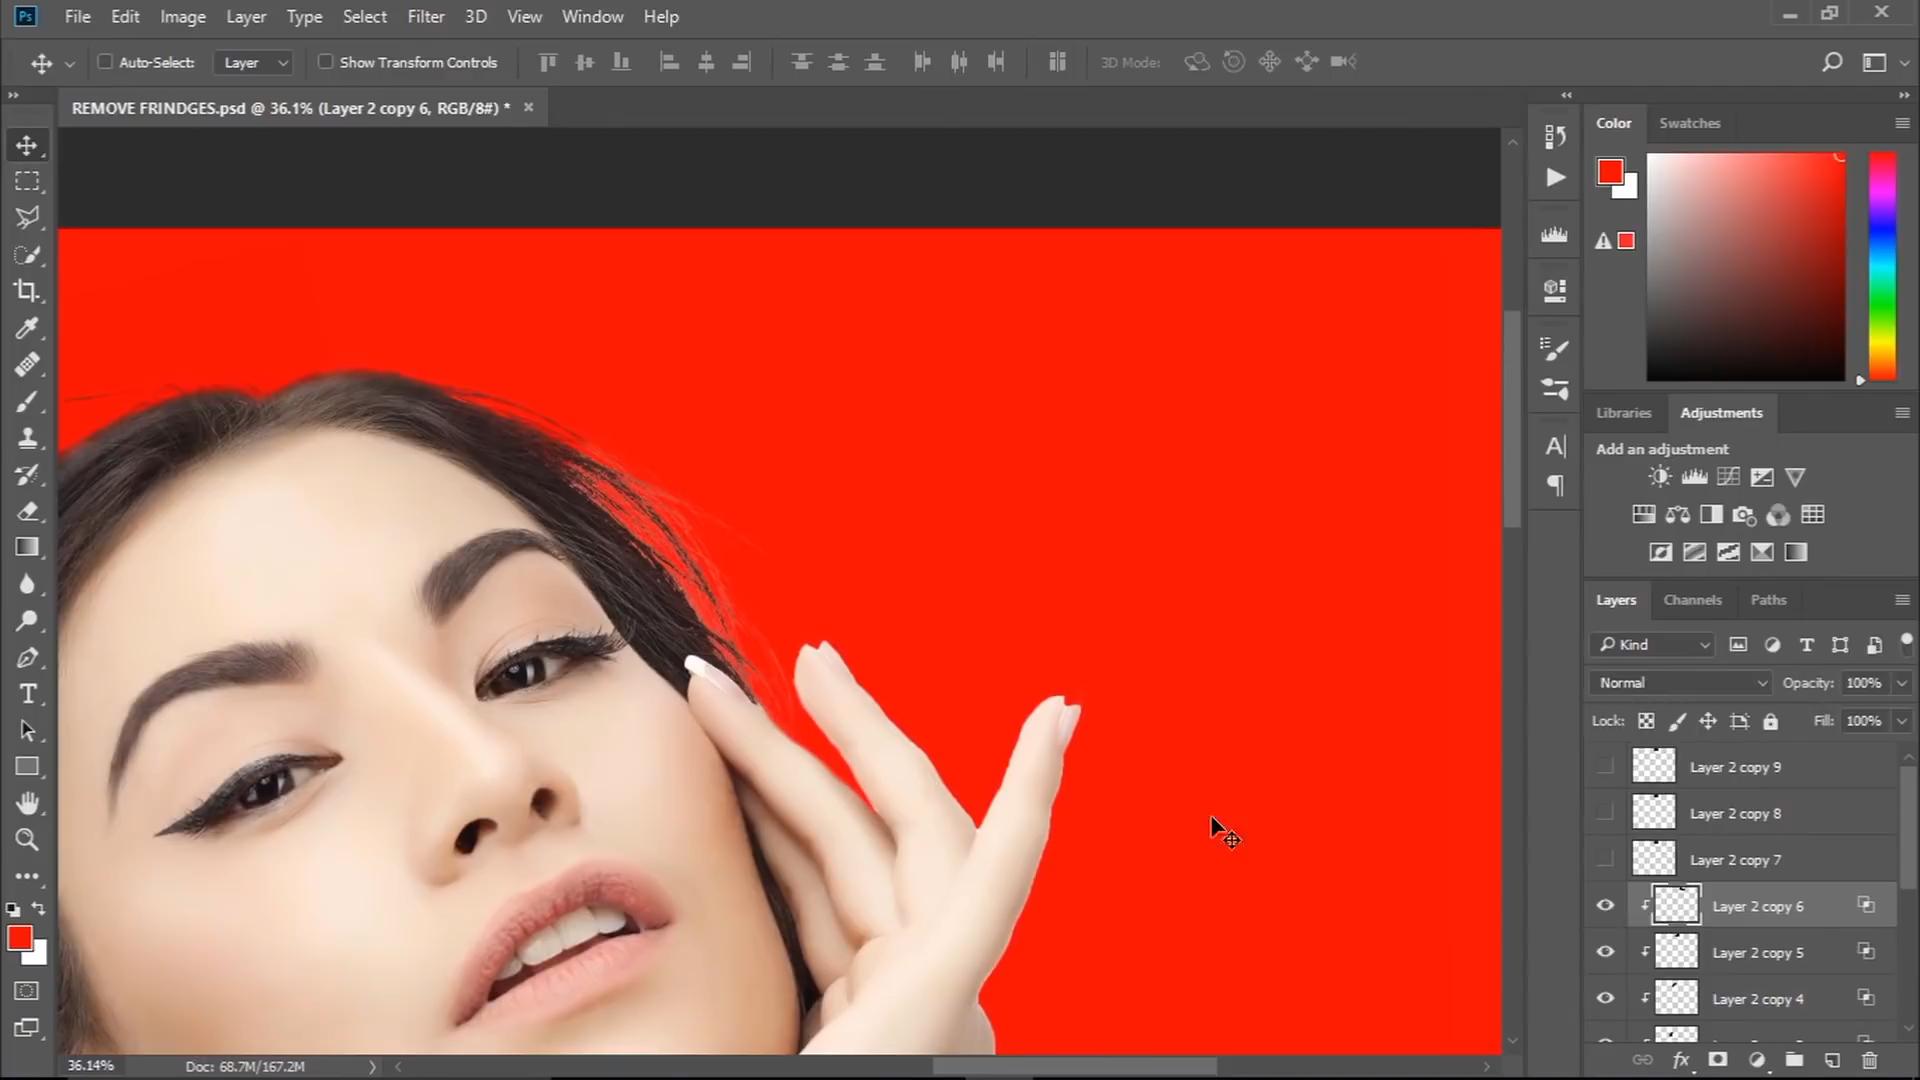 Ps File Edit Image Layer Type Select Filter 3D View Window Help
Auto-Select: Layer Show Transform Controls 3D Mode:
REMOVE FRINDGES.psd @ 36.1% (Layer 2 copy 6, RGB/8#) * ×
Color Swatches
Libraries Adjustments
Add an adjustment
Layers Channels Paths
Kind
Normal Opacity: 100%
Lock: Fill: 100%
Layer 2 copy 9
Layer 2 copy 8
Layer 2 copy 7
Layer 2 copy 6
Layer 2 copy 5
Layer 2 copy 4
fx
36.14% Doc: 68.7M/167.2M